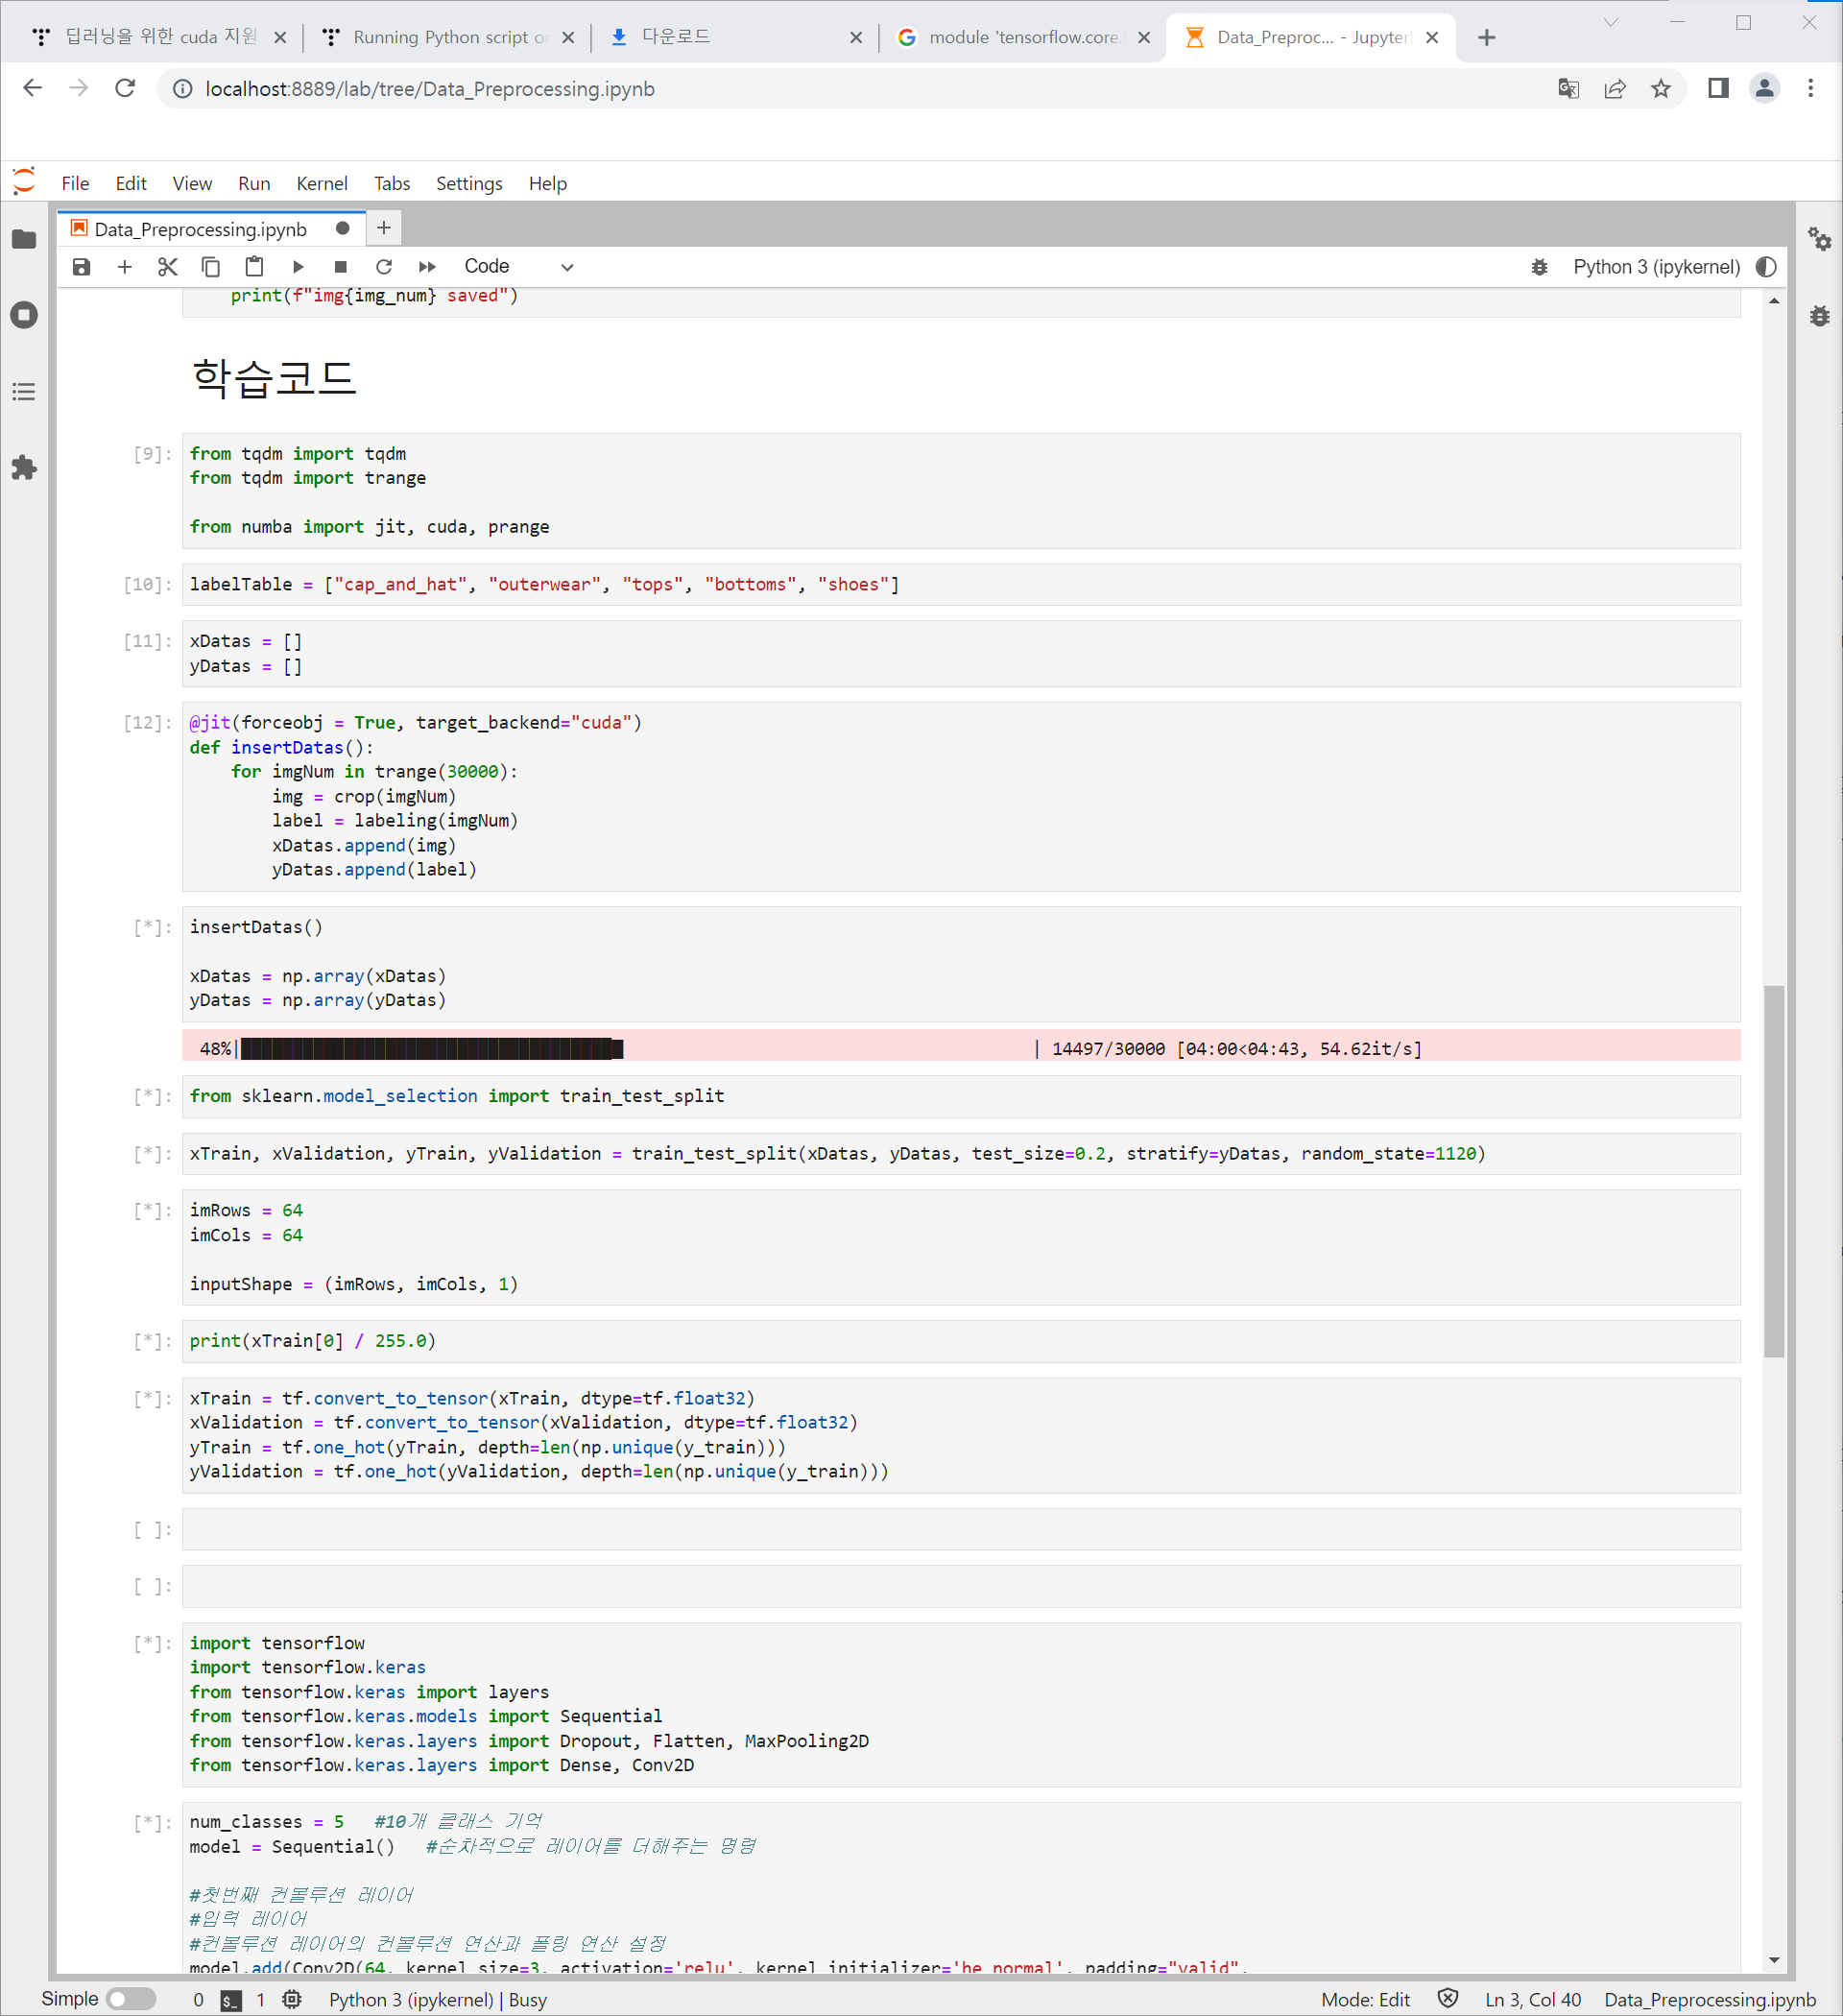 딥러닝을 위한 cuda 지원
Running Python script o
다운로드
module 'tensorflow.core.
Data_Preproc... - Jupyter
localhost:8889/lab/tree/Data_Preprocessing.ipynb
File Edit View Run Kernel Tabs Settings Help
Data_Preprocessing.ipynb
Code
Python 3 (ipykernel)
print(f"img{img_num} saved")
학습코드
[9]:
from tqdm import tqdm
from tqdm import trange
from numba import jit, cuda, prange
[10]:
labelTable = ["cap_and_hat", "outerwear", "tops", "bottoms", "shoes"]
[11]:
xDatas = []
yDatas = []
[12]:
@jit(forceobj = True, target_backend="cuda")
def insertDatas():
for imgNum in trange(30000):
img = crop(imgNum)
label = labeling(imgNum)
xDatas.append(img)
yDatas.append(label)
[*]:
insertDatas()
xDatas = np.array(xDatas)
yDatas = np.array(yDatas)
48%| | 14497/30000 [04:00<04:43, 54.62it/s]
[*]:
from sklearn.model_selection import train_test_split
[*]:
xTrain, xValidation, yTrain, yValidation = train_test_split(xDatas, yDatas, test_size=0.2, stratify=yDatas, random_state=1120)
[*]:
imRows = 64
imCols = 64
inputShape = (imRows, imCols, 1)
[*]:
print(xTrain[0] / 255.0)
[*]:
xTrain = tf.convert_to_tensor(xTrain, dtype=tf.float32)
xValidation = tf.convert_to_tensor(xValidation, dtype=tf.float32)
yTrain = tf.one_hot(yTrain, depth=len(np.unique(y_train)))
yValidation = tf.one_hot(yValidation, depth=len(np.unique(y_train)))
[ ]:
[ ]:
[*]:
import tensorflow
import tensorflow.keras
from tensorflow.keras import layers
from tensorflow.keras.models import Sequential
from tensorflow.keras.layers import Dropout, Flatten, MaxPooling2D
from tensorflow.keras.layers import Dense, Conv2D
[*]:
num_classes = 5 #10개 클래스 기억
model = Sequential() #순차적으로 레이어를 더해주는 명령
#첫번째 컨볼루션 레이어
#입력 레이어
#컨볼루션 레이어의 컨볼루션 연산과 풀링 연산 설정
model.add(Conv2D(64, kernel_size=3, activation='relu', kernel_initializer='he_normal', padding="valid",
Simple 0 1 Python 3 (ipykernel) | Busy Mode: Edit Ln 3, Col 40 Data_Preprocessing.ipynb